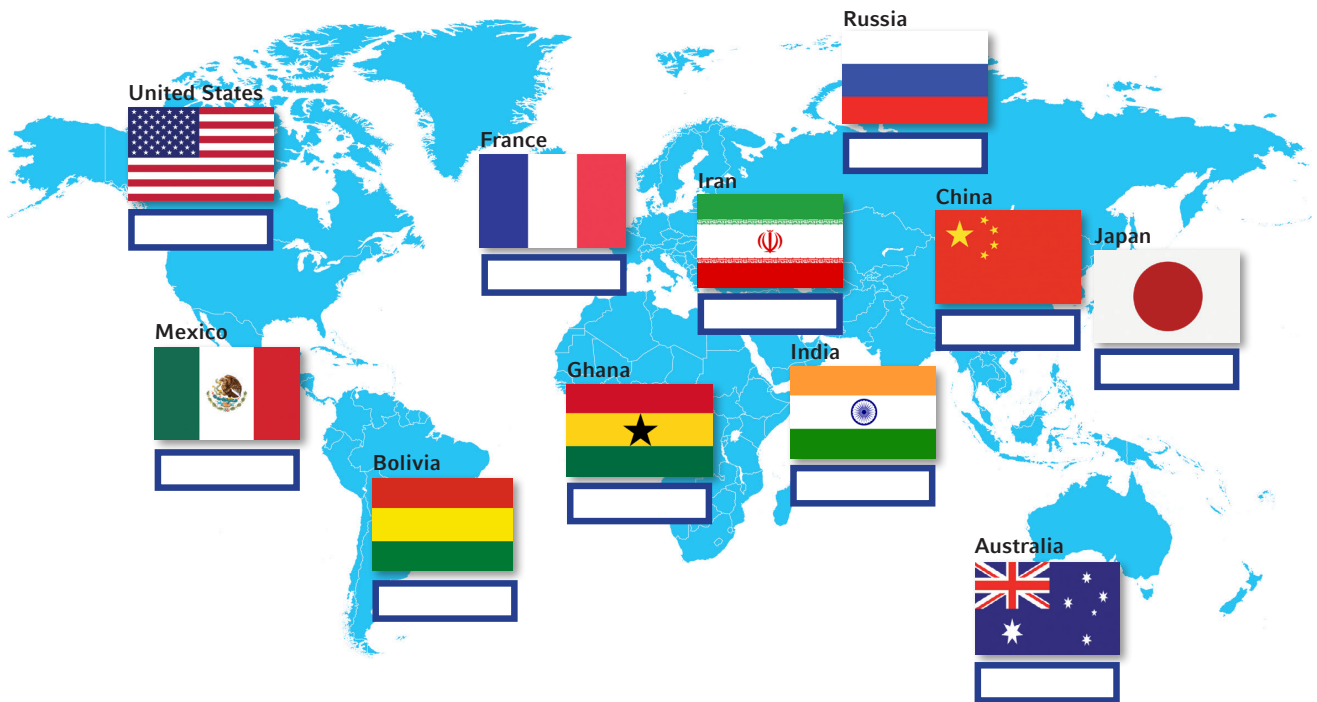 Russia
United States
France
Iran
China
Japan
Mexico
India
Ghana
Bolivia
Australia